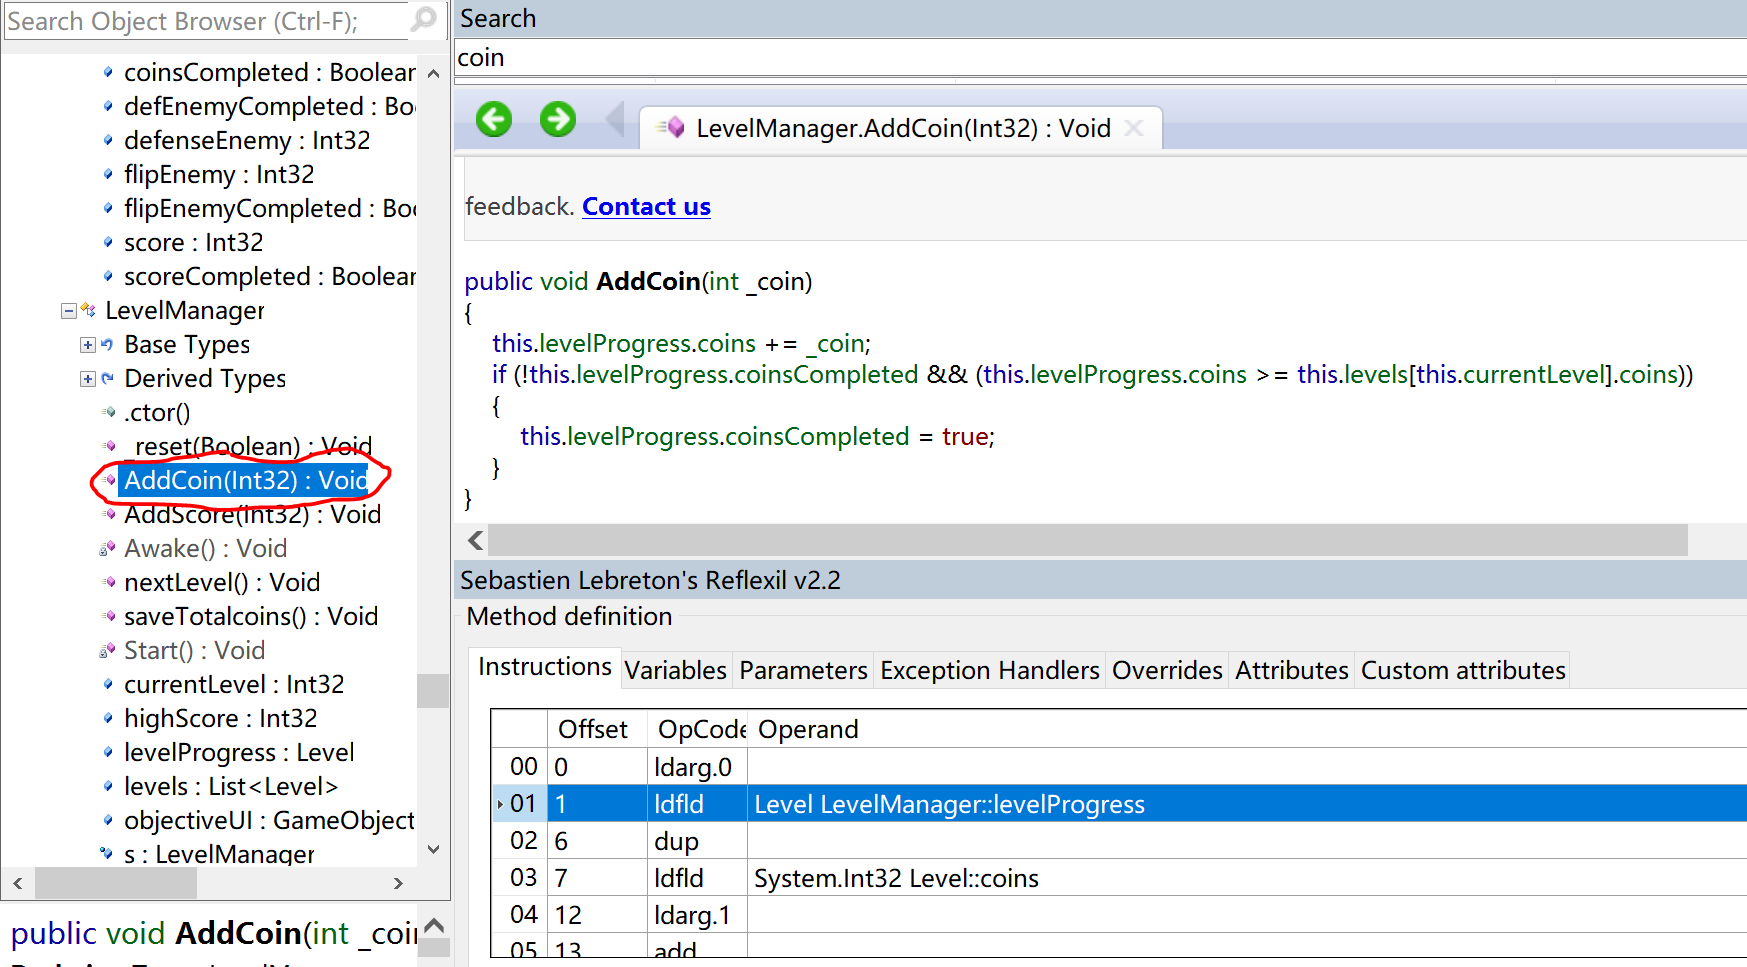 Search Object Browser (Ctrl-F);
coinsCompleted : Boolean
defEnemyCompleted : Bo
defenseEnemy : Int32
flipEnemy : Int32
flipEnemyCompleted : Boo
score : Int32
scoreCompleted : Boolean
LevelManager
Base Types
Derived Types
.ctor()
_reset(Boolean) : Void
AddCoin(Int32) : Void
AddScore(Int32) : Void
Awake() : Void
nextLevel() : Void
saveTotalcoins() : Void
Start() : Void
currentLevel : Int32
highScore : Int32
levelProgress : Level
levels : List<Level>
objectiveUI : GameObject
s : LevelManager
public void AddCoin(int _coi
Search
coin
LevelManager.AddCoin(Int32) : Void
feedback. Contact us
public void AddCoin(int _coin)
{
this.levelProgress.coins += _coin;
if (!this.levelProgress.coinsCompleted && (this.levelProgress.coins >= this.levels[this.currentLevel].coins))
{
this.levelProgress.coinsCompleted = true;
}
}
Sebastien Lebreton's Reflexil v2.2
Method definition
Instructions Variables Parameters Exception Handlers Overrides Attributes Custom attributes
Offset OpCode Operand
00 0 ldarg.0
01 1 ldfld Level LevelManager::levelProgress
02 6 dup
03 7 ldfld System.Int32 Level::coins
04 12 ldarg.1
05 13 add